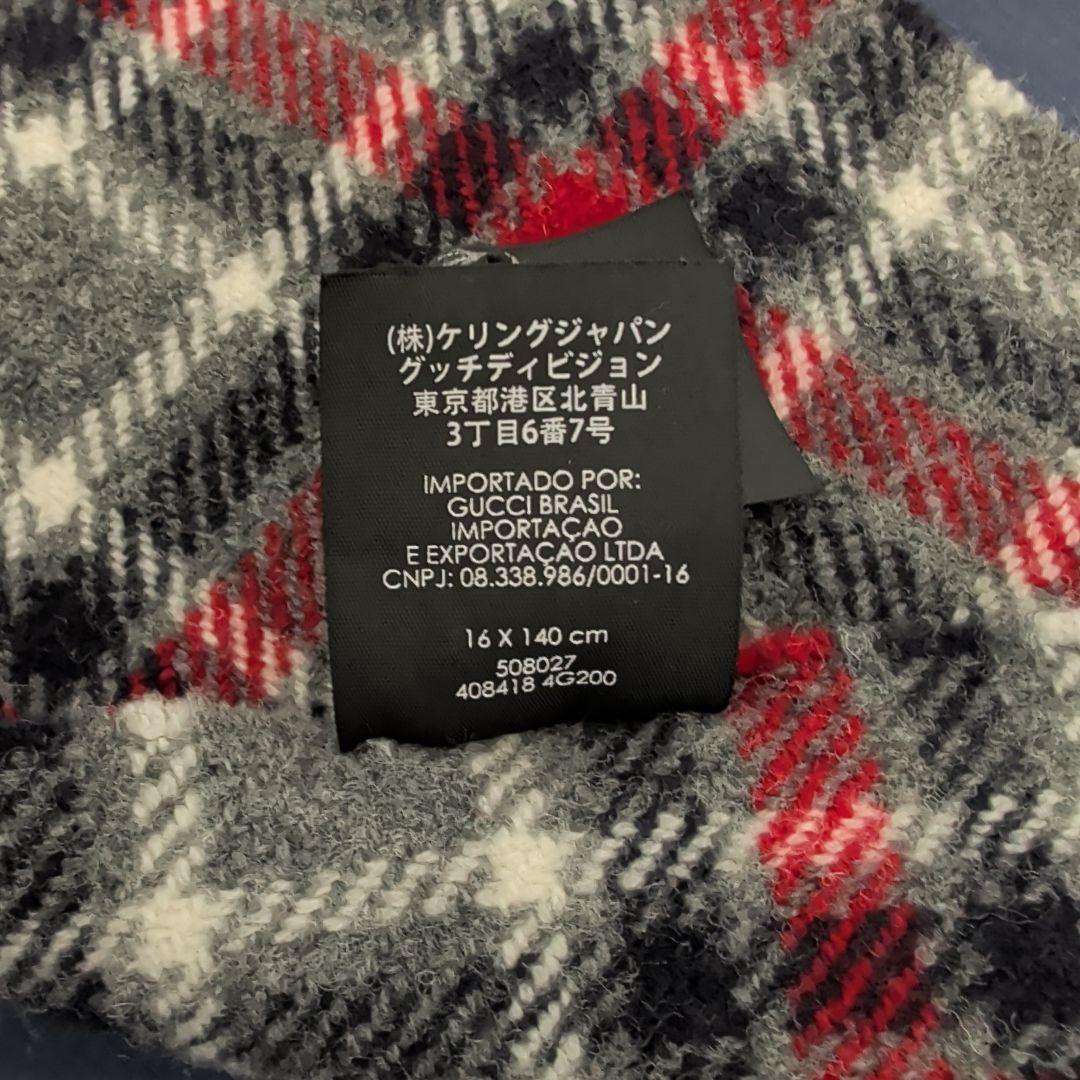 (株)ケリングジャパン
グッチディビジョン
東京都港区北青山
3丁目6番7号
IMPORTADO POR:
GUCCI BRASIL
IMPORTAÇAO
E EXPORTAÇAO LTDA
CNPJ: 08.338.986/0001-16
16 X 140 cm
508027
408418 4G200